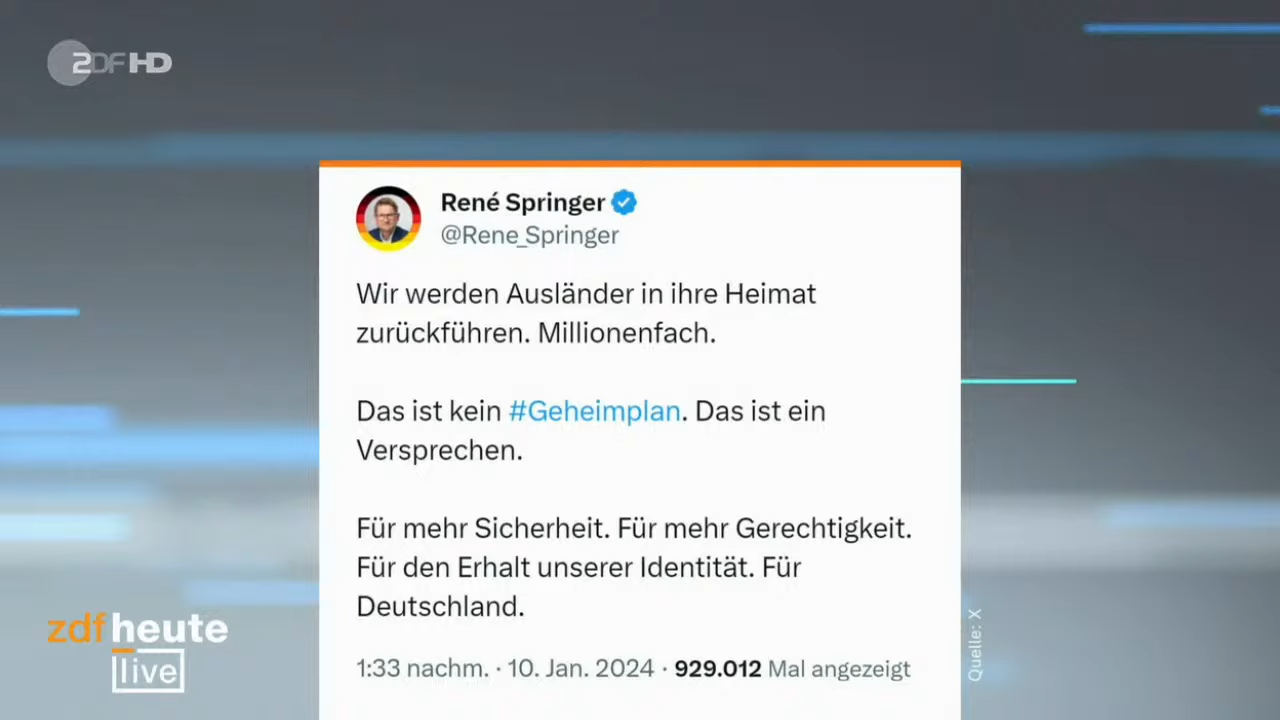 ZDF HD
René Springer
@Rene_Springer
Wir werden Ausländer in ihre Heimat
zurückführen. Millionenfach.
Das ist kein #Geheimplan. Das ist ein
Versprechen.
Für mehr Sicherheit. Für mehr Gerechtigkeit.
Für den Erhalt unserer Identität. Für
Deutschland.
1:33 nachm. · 10. Jan. 2024 · 929.012 Mal angezeigt
Quelle: X
zdf heute
live